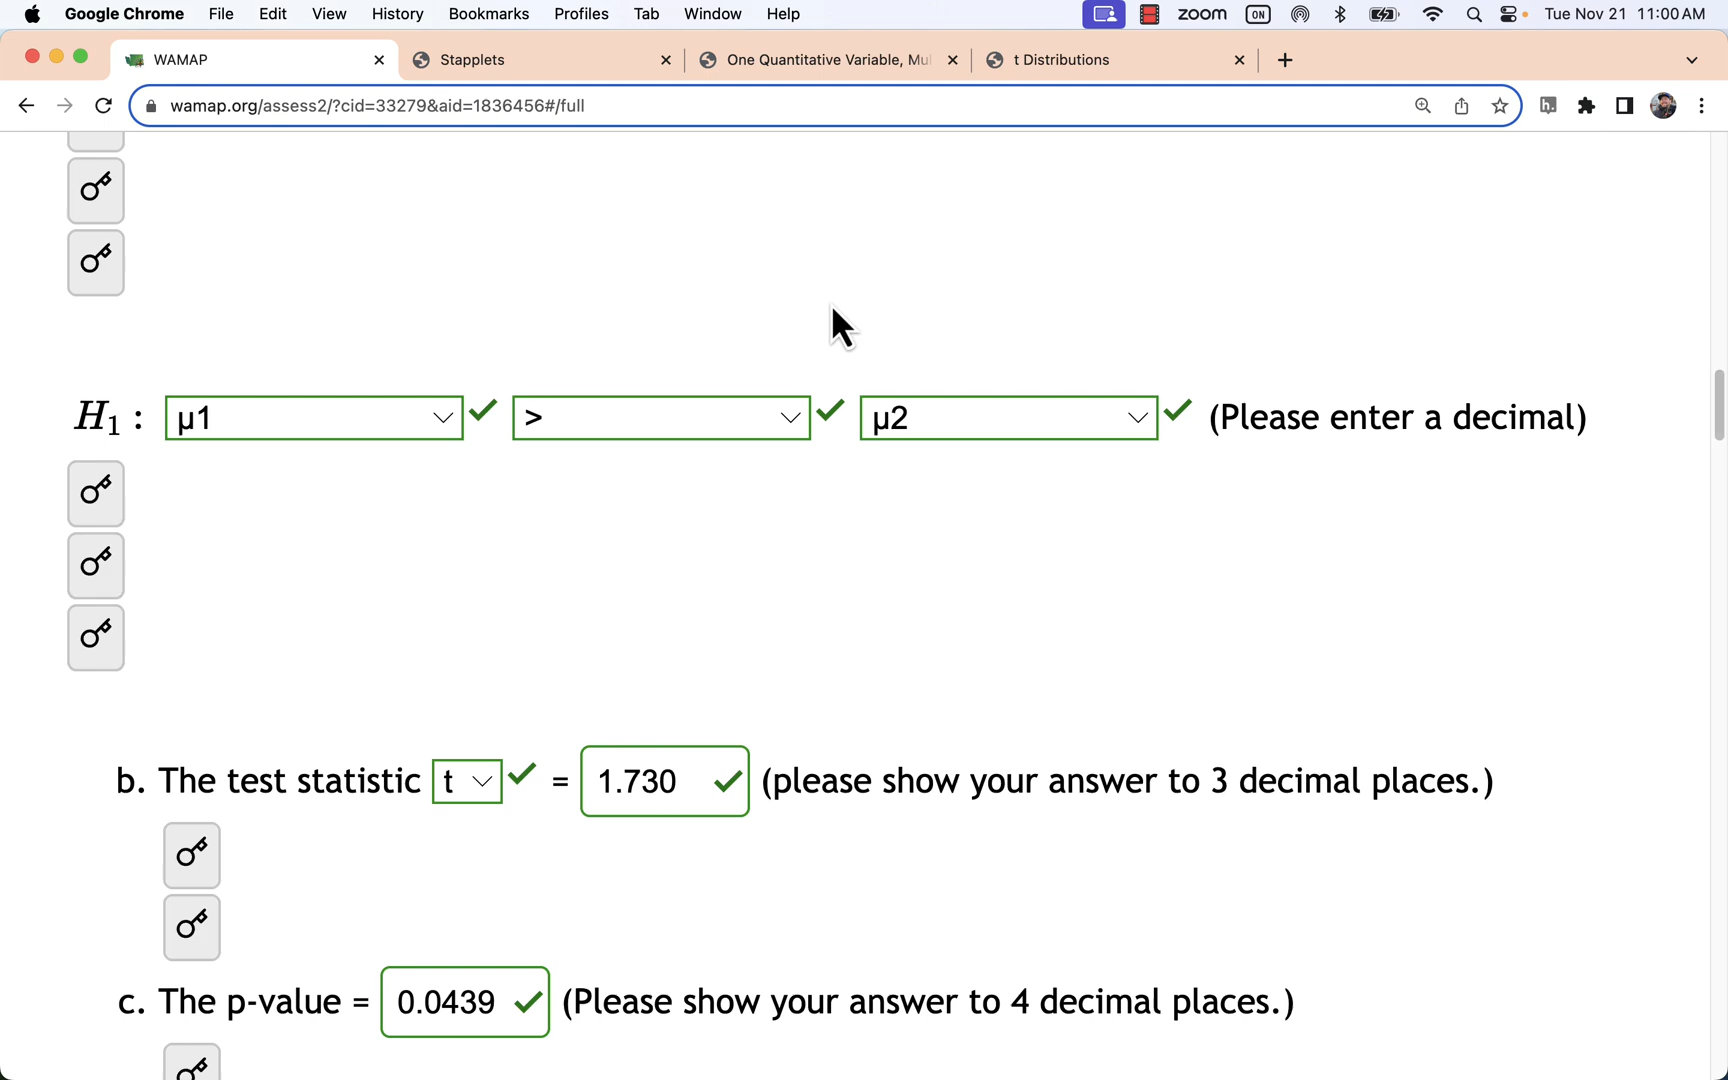 Google Chrome File Edit View History Bookmarks Profiles Tab Window Help zoom ON Tue Nov 21 11:00 AM
WAMAP Stapplets One Quantitative Variable, Mul t Distributions
wamap.org/assess2/?cid=33279&aid=1836456#/full h.
H1 : μ1 > μ2 (Please enter a decimal)
b. The test statistic t = 1.730 (please show your answer to 3 decimal places.)
c. The p-value = 0.0439 (Please show your answer to 4 decimal places.)